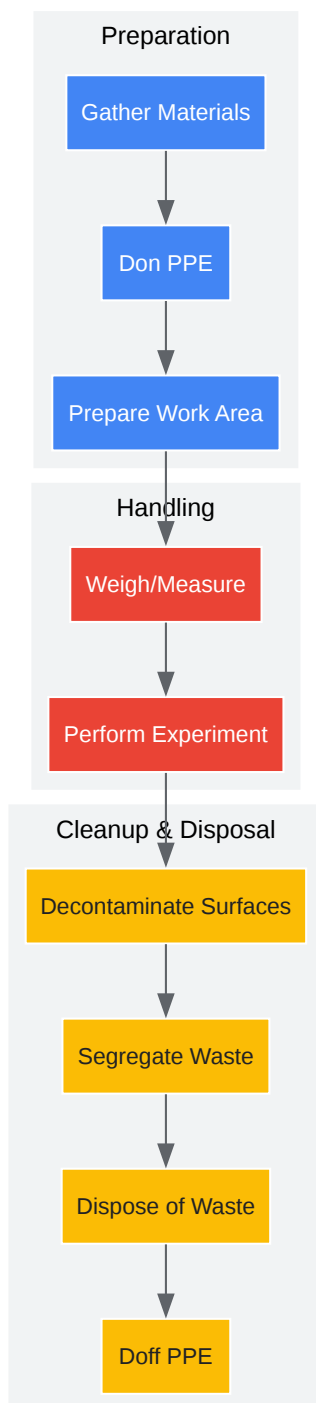 Preparation
Gather Materials
Don PPE
Prepare Work Area
Handling
Weigh/Measure
Perform Experiment
Cleanup & Disposal
Decontaminate Surfaces
Segregate Waste
Dispose of Waste
Doff PPE